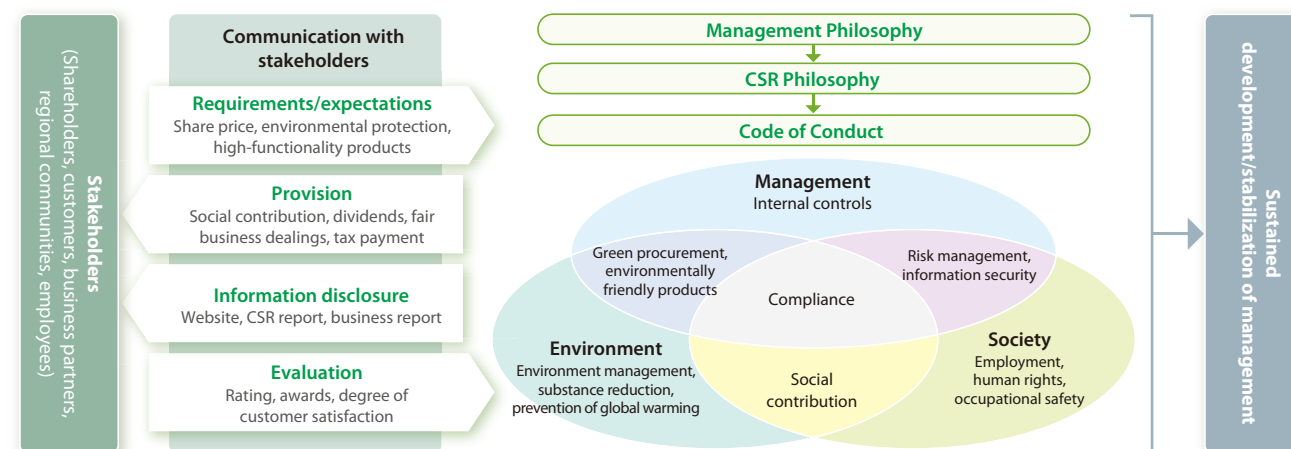 Stakeholders
(Shareholders, customers, business partners,
regional communities, employees)
Communication with
stakeholders
Requirements/expectations
Share price, environmental protection,
high-functionality products
Provision
Social contribution, dividends, fair
business dealings, tax payment
Information disclosure
Website, CSR report, business report
Evaluation
Rating, awards, degree of
customer satisfaction
Management Philosophy
CSR Philosophy
Code of Conduct
Management
Internal controls
Green procurement,
environmentally
friendly products
Risk management,
information security
Compliance
Environment
Environment management,
substance reduction,
prevention of global warming
Social
contribution
Society
Employment,
human rights,
occupational safety
Sustained
development/stabilization of management